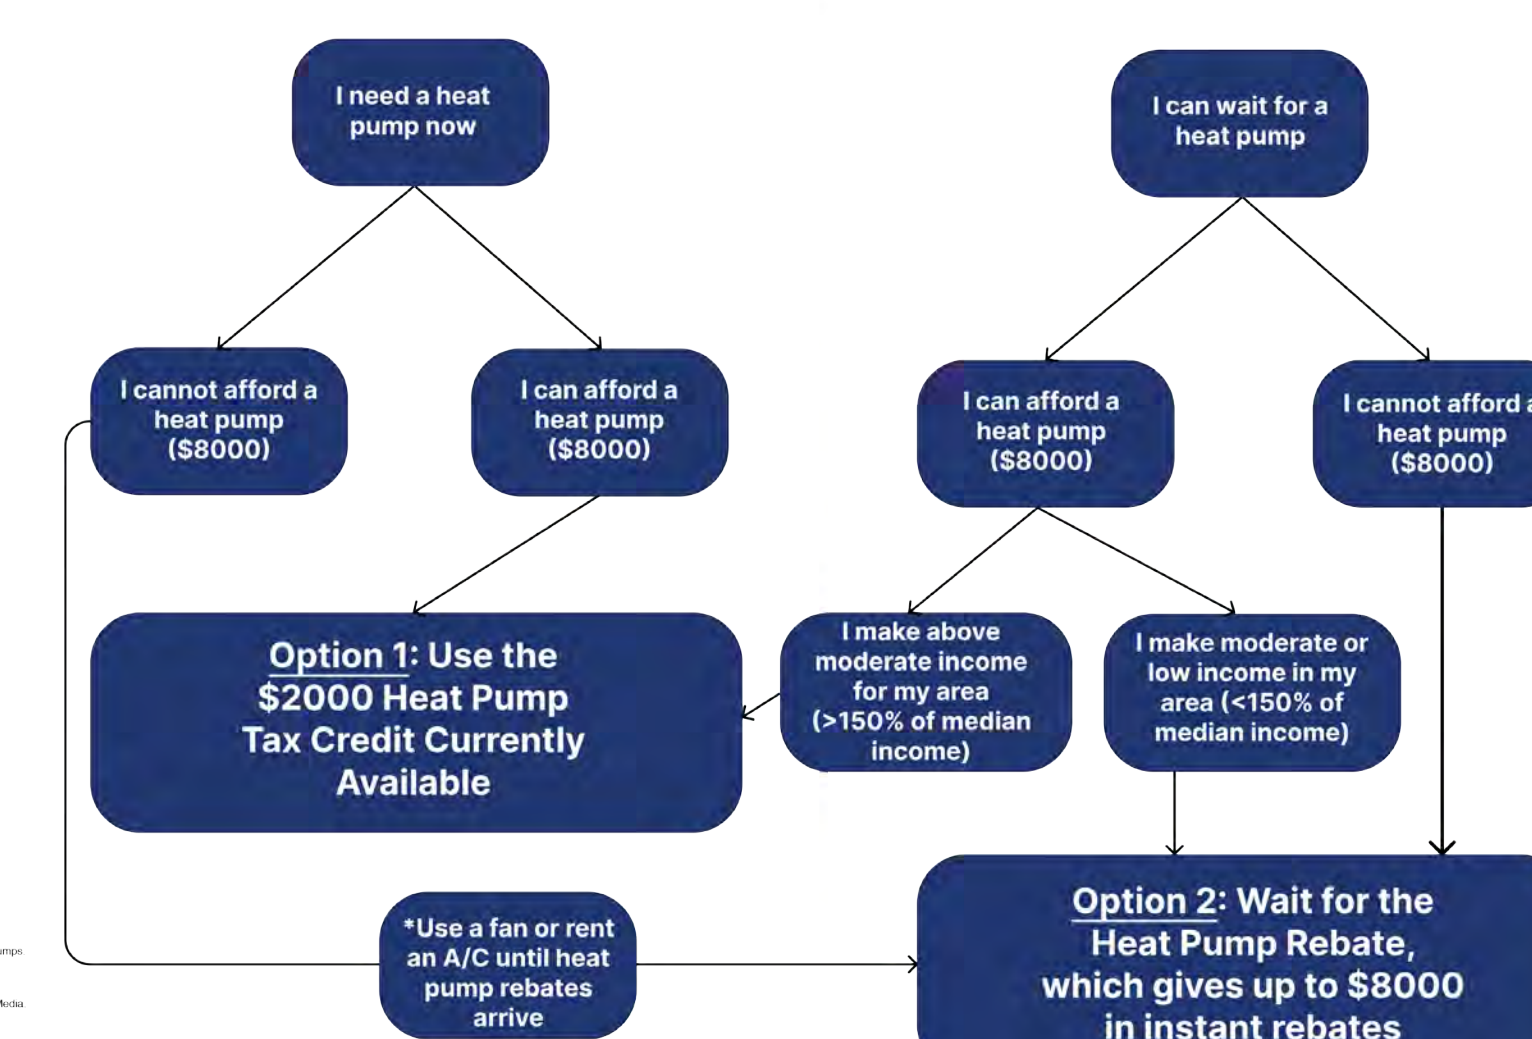 I need a heat
pump now
I can wait for a
heat pump
I cannot afford a
heat pump
($8000)
I can afford a
heat pump
($8000)
I can afford a
heat pump
($8000)
I cannot afford a
heat pump
($8000)
Option 1: Use the
$2000 Heat Pump
Tax Credit Currently
Available
I make above
moderate income
for my area
(>150% of median
income)
I make moderate or
low income in my
area (<150% of
median income)
*Use a fan or rent
an A/C until heat
pump rebates
arrive
Option 2: Wait for the
Heat Pump Rebate,
which gives up to $8000
in instant rebates
umps
Media.